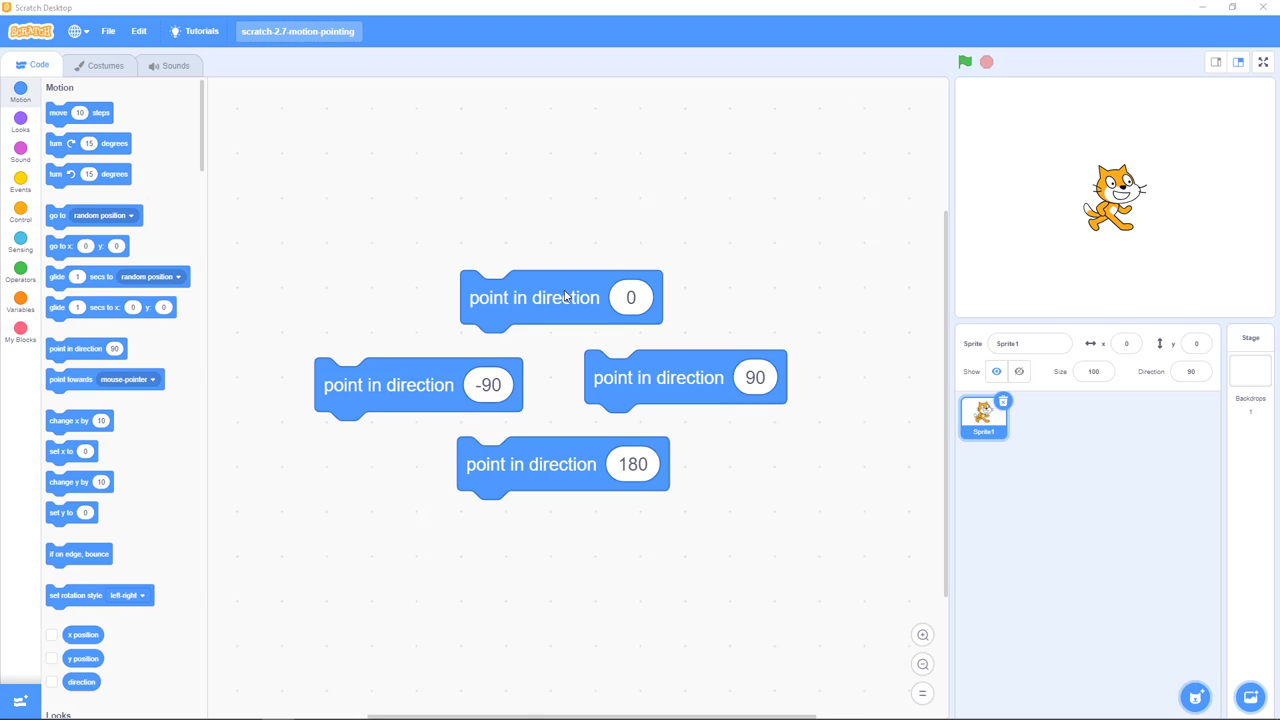 Scratch Desktop
SCRATCH
File
Edit
Tutorials
scratch-2.7-motion-pointing
Code
Costumes
Sounds
Motion
Looks
Sound
Events
Control
Sensing
Operators
Variables
My Blocks
Motion
move 10 steps
turn 15 degrees
turn 15 degrees
go to random position
go to x: 0 y: 0
glide 1 secs to random position
glide 1 secs to x: 0 y: 0
point in direction 90
point towards mouse-pointer
change x by 10
set x to 0
change y by 10
set y to 0
if on edge, bounce
set rotation style left-right
x position
y position
direction
Looks
point in direction 0
point in direction -90
point in direction 90
point in direction 180
Sprite Sprite1 x 0 y 0
Show Size 100 Direction 90
Sprite1
Stage
Backdrops
1